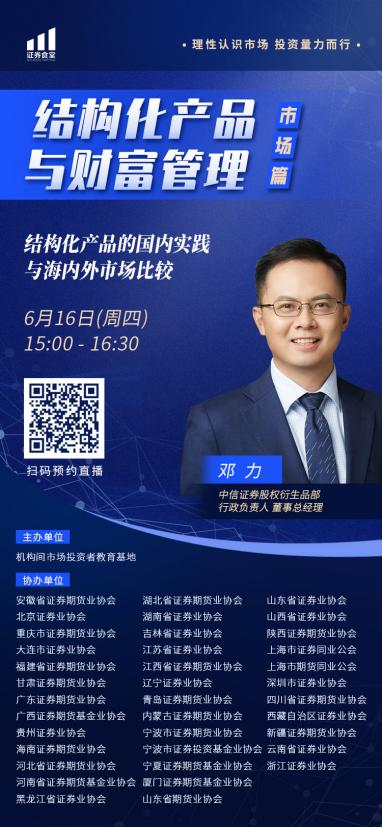 证券食堂
• 理性认识市场 投资量力而行 •
结构化产品
与财富管理
市场篇
结构化产品的国内实践
与海内外市场比较
6月16日(周四)
15:00 - 16:30
扫码预约直播
邓 力
中信证券股权衍生品部
行政负责人 董事总经理
主办单位
机构间市场投资者教育基地
协办单位
安徽省证券期货业协会
北京证券业协会
重庆市证券期货业协会
大连市证券业协会
福建省证券期货业协会
甘肃证券期货业协会
广东证券期货业协会
广西证券期货基金业协会
贵州证券业协会
海南证券期货业协会
河北省证券期货业协会
河南省证券期货基金业协会
黑龙江省证券业协会
湖北省证券期货业协会
湖南省证券业协会
吉林省证券业协会
江苏省证券业协会
江西省证券期货业协会
辽宁证券业协会
青岛证券期货业协会
内蒙古证券期货业协会
宁波市证券期货业协会
宁波市证券投资基金业协会
宁夏证券期货基金业协会
厦门证券期货基金业协会
山东省期货业协会
山东省证券业协会
山西省证券业协会
陕西证券期货业协会
上海市证券同业公会
上海市期货同业公会
深圳市证券业协会
四川省证券期货业协会
西藏自治区证券业协会
新疆证券期货业协会
云南省证券业协会
浙江证券业协会